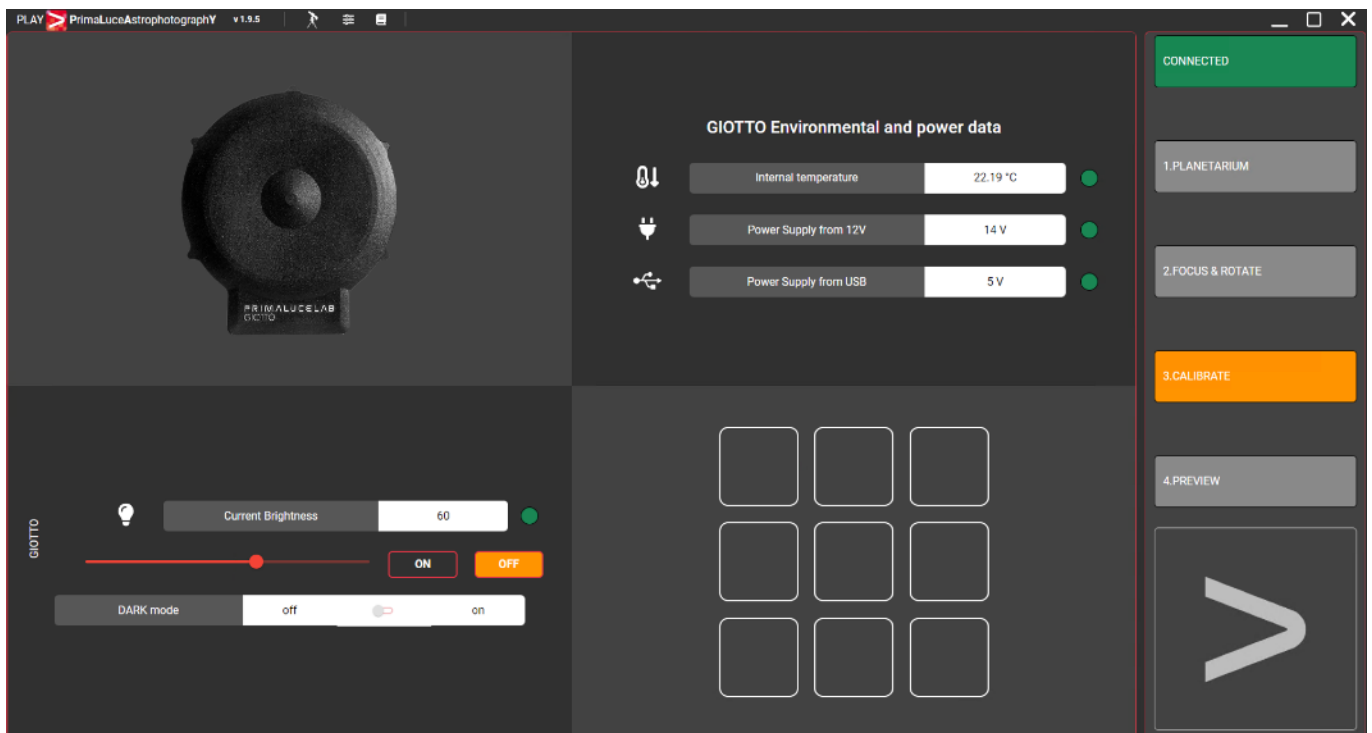 PLAY PrimaLuceAstrophotographY v 1.9.5
CONNECTED
1.PLANETARIUM
2.FOCUS & ROTATE
3.CALIBRATE
4.PREVIEW
PRIMALUCELAB
GIOTTO
GIOTTO Environmental and power data
Internal temperature 22.19 °C
Power Supply from 12V 14 V
Power Supply from USB 5 V
GIOTTO
Current Brightness 60
ON OFF
DARK mode off on